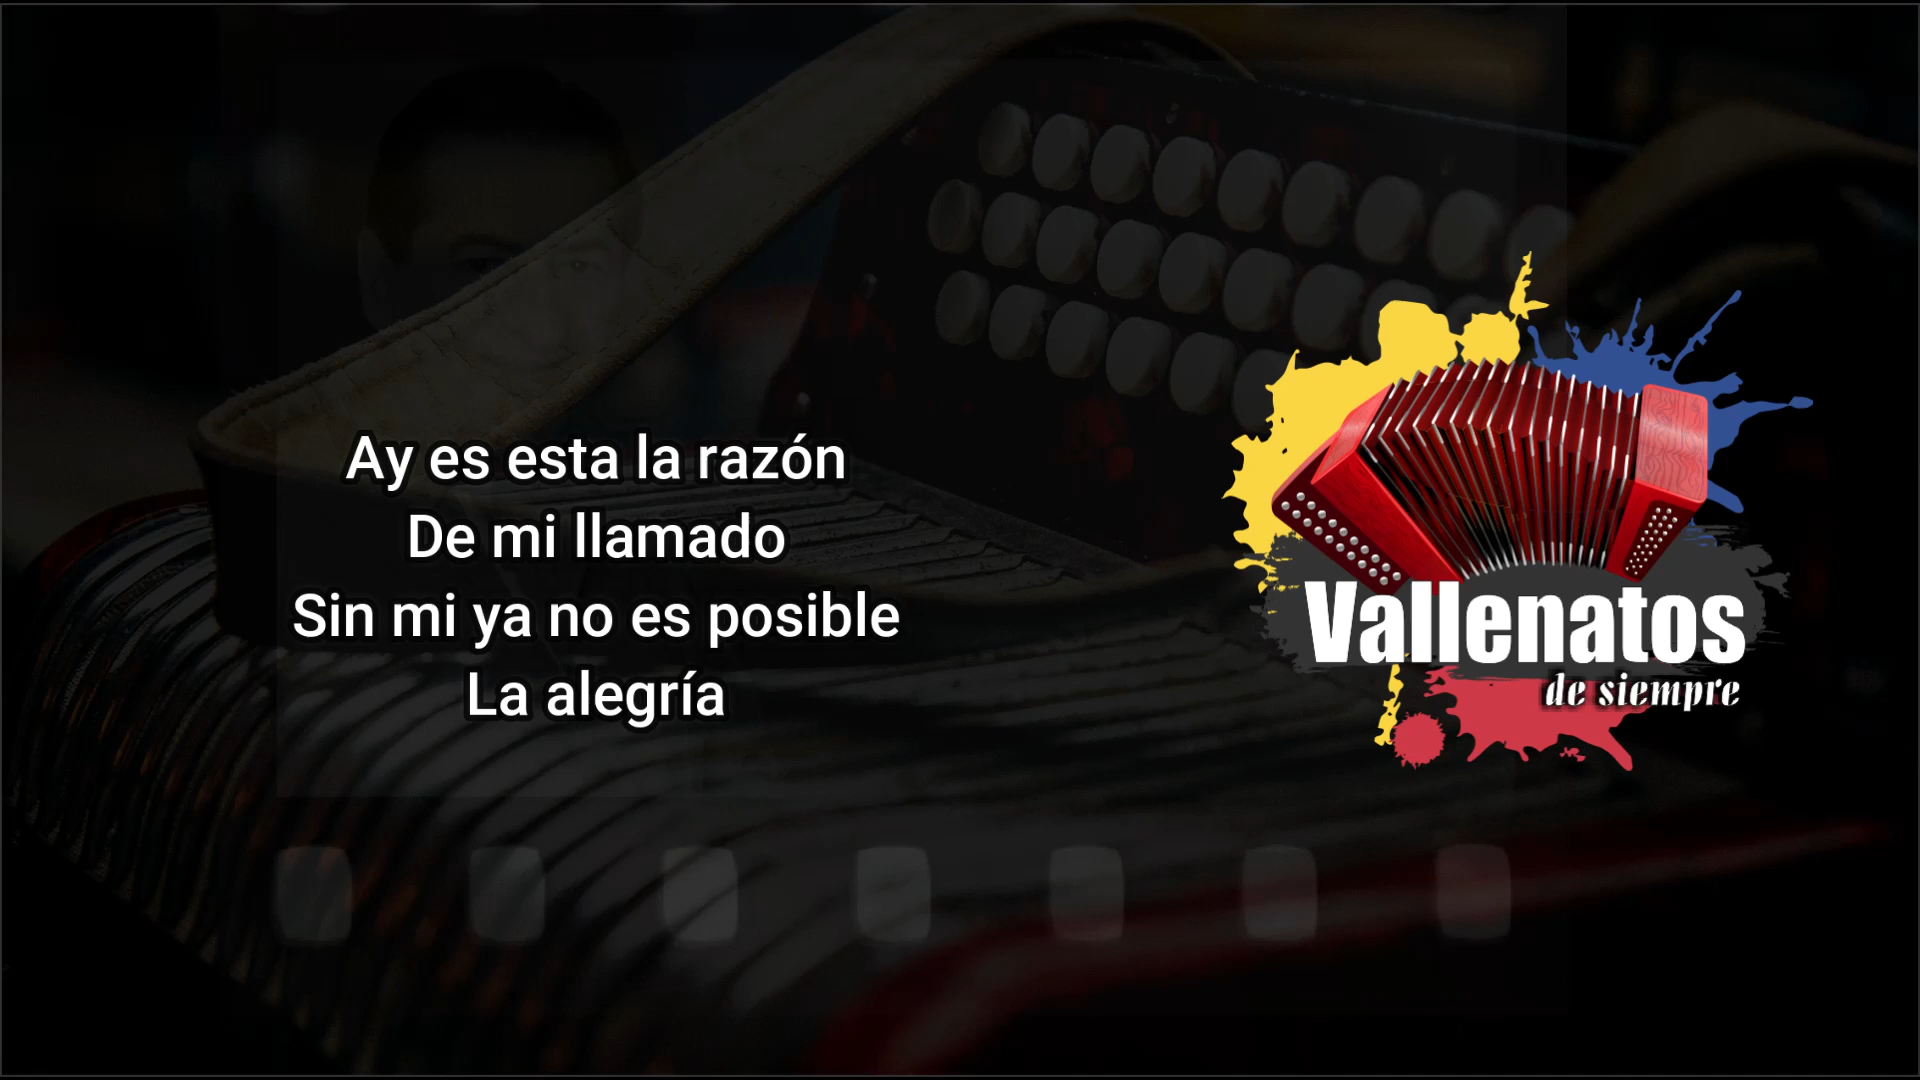 Ay es esta la razón
De mi llamado
Sin mi ya no es posible
La alegría
Vallenatos
de siempre